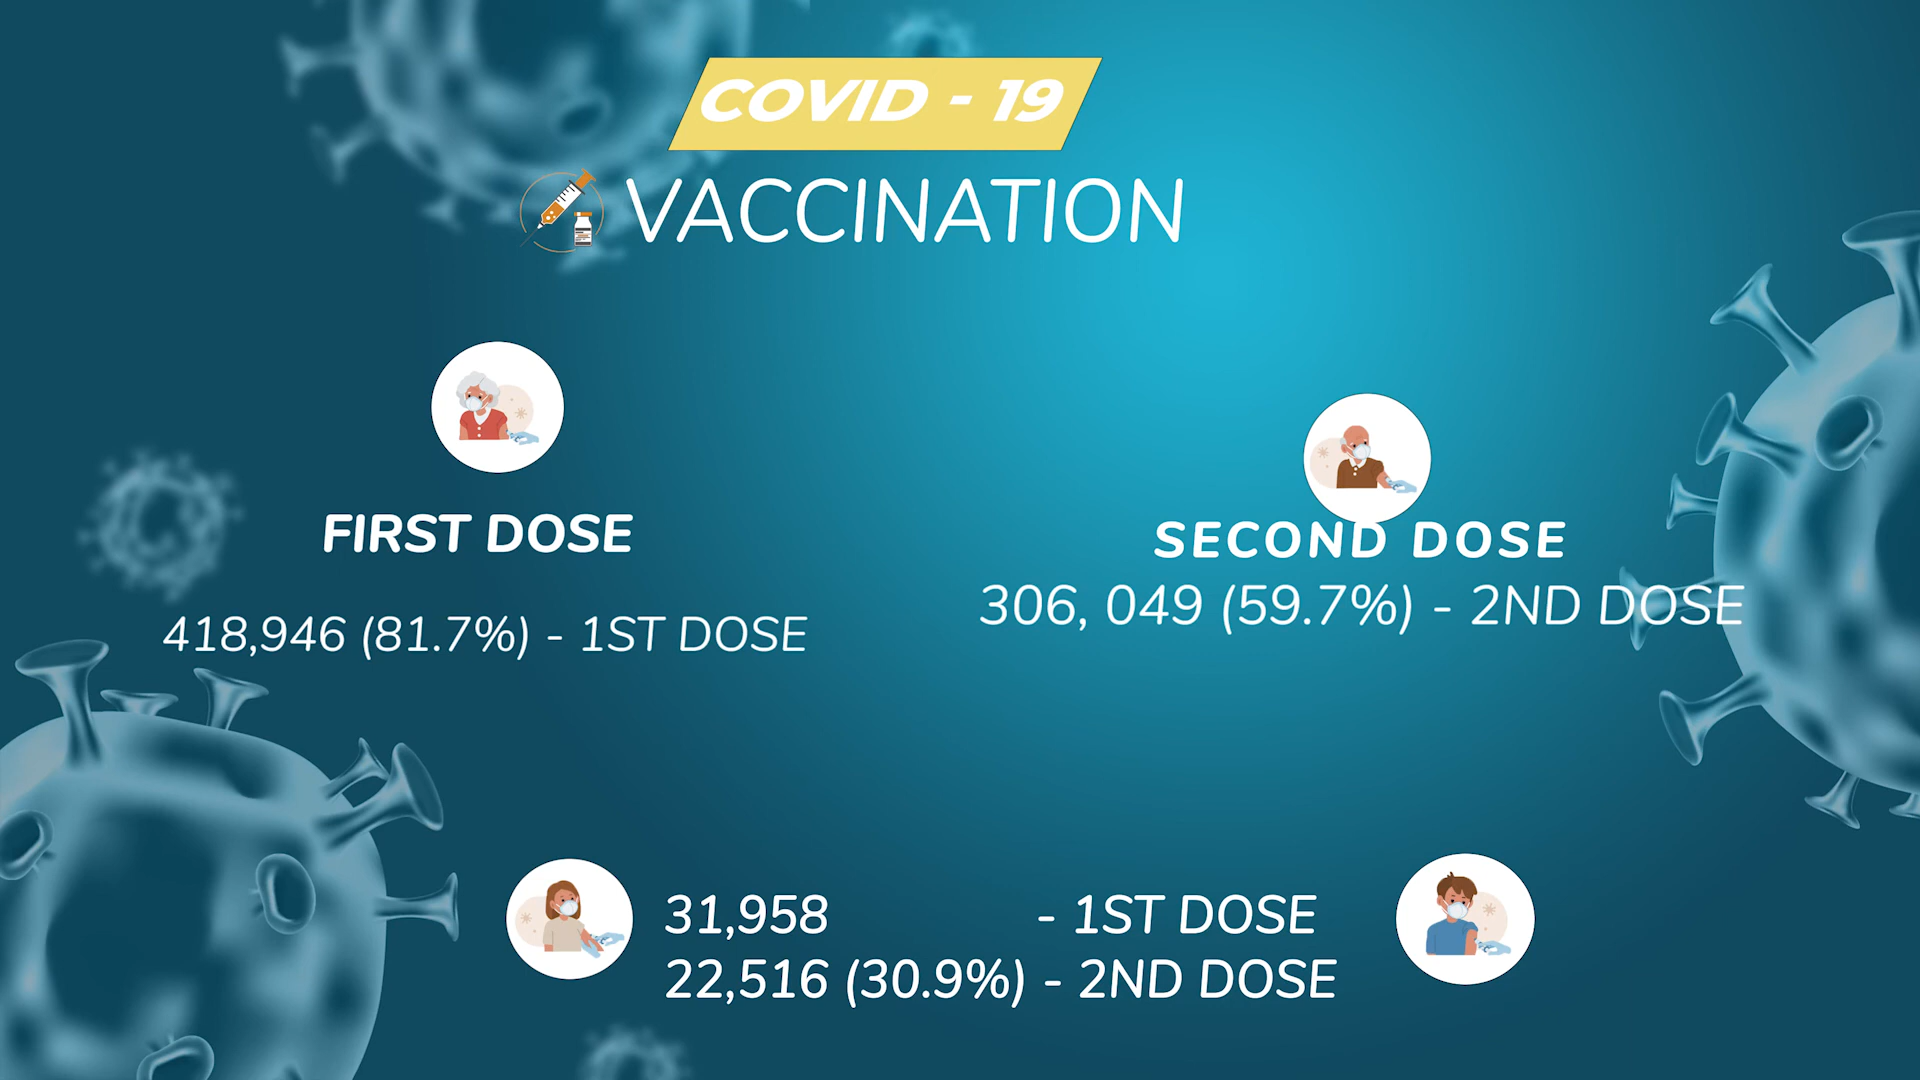 COVID - 19
VACCINATION
FIRST DOSE
418,946 (81.7%) - 1ST DOSE
SECOND DOSE
306, 049 (59.7%) - 2ND DOSE
31,958 - 1ST DOSE
22,516 (30.9%) - 2ND DOSE